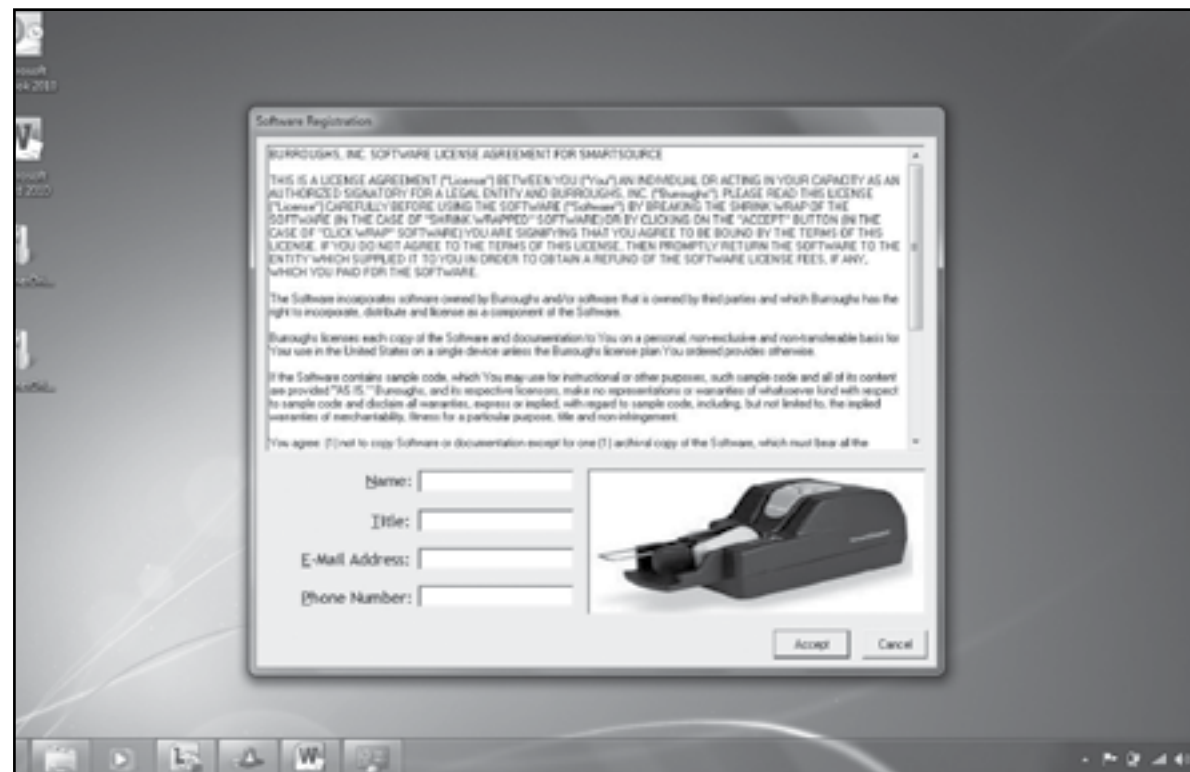 2010
Software Registration
BURROUGHS, INC. SOFTWARE LICENSE AGREEMENT FOR SMARTSOURCE
THIS IS A LICENSE AGREEMENT ("License") BETWEEN YOU ("You") AN INDIVIDUAL OR ACTING IN YOUR CAPACITY AS AN
AUTHORIZED SIGNATORY FOR A LEGAL ENTITY AND BURROUGHS, INC. ("Burroughs"). PLEASE READ THIS LICENSE
("License") CAREFULLY BEFORE USING THE SOFTWARE ("Software"). BY BREAKING THE SHRINK WRAP OF THE
SOFTWARE (IN THE CASE OF "SHRINK WRAPPED" SOFTWARE) OR BY CLICKING ON THE "ACCEPT" BUTTON (IN THE
CASE OF "CLICK WRAP" SOFTWARE) YOU ARE SIGNIFYING THAT YOU AGREE TO BE BOUND BY THE TERMS OF THIS
LICENSE. IF YOU DO NOT AGREE TO THE TERMS OF THIS LICENSE, THEN PROMPTLY RETURN THE SOFTWARE TO THE
ENTITY WHICH SUPPLIED IT TO YOU IN ORDER TO OBTAIN A REFUND OF THE SOFTWARE LICENSE FEES, IF ANY,
WHICH YOU PAID FOR THE SOFTWARE.
The Software incorporates software owned by Burroughs and/or software that is owned by third parties and which Burroughs has the
right to incorporate, distribute and license as a component of the Software.
Burroughs licenses each copy of the Software and documentation to You on a personal, non-exclusive and non-transferable basis for
Your use in the United States on a single device unless the Burroughs license plan You ordered provides otherwise.
If the Software contains sample code, which You may use for instructional or other purposes, such sample code and all of its content
are provided "AS IS." Burroughs, and its respective licensors, make no representations or warranties of whatsoever kind with respect
to sample code and disclaim all warranties, express or implied, with regard to sample code, including, but not limited to, the implied
warranties of merchantability, fitness for a particular purpose, title and non-infringement.
You agree: (1) not to copy Software or documentation except for one (1) archival copy of the Software, which must bear all the
Name:
Title:
E-Mail Address:
Phone Number:
Accept Cancel